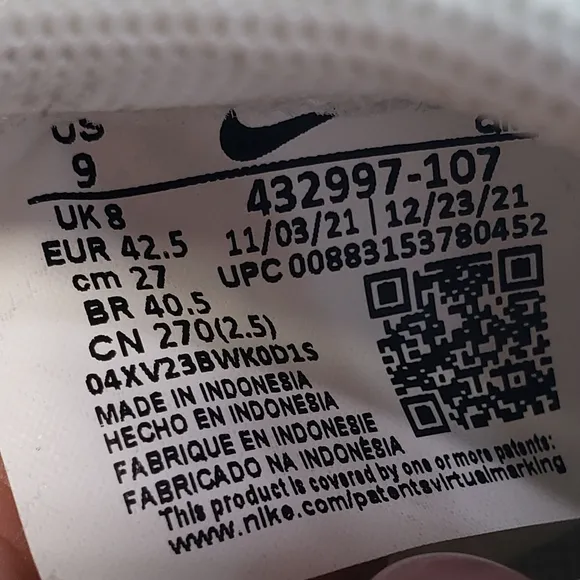 US
9
432997-107
UK 8
11/03/21 | 12/23/21
EUR 42.5
UPC 00883153780452
cm 27
BR 40.5
CN 270(2.5)
04XV23BWK0D1S
MADE IN INDONESIA
HECHO EN INDONESIA
FABRIQUE EN INDONESIE
FABRICADO NA INDONÉSIA
This product is covered by one or more patents:
www.nike.com/patentsvirtualmarking